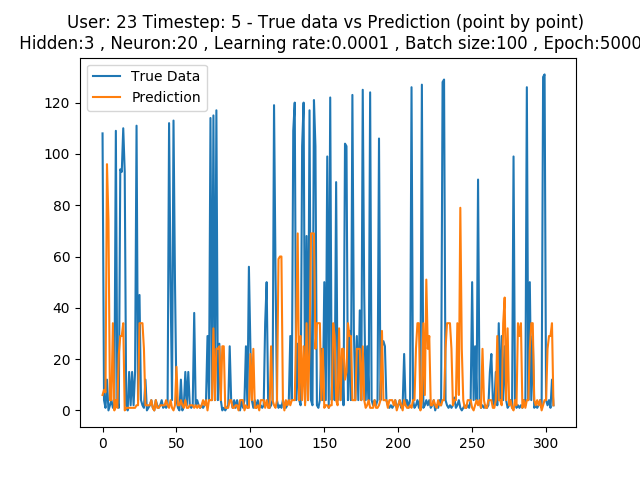 User: 23 Timestep: 5 - True data vs Prediction (point by point)
Hidden:3 , Neuron:20 , Learning rate:0.0001 , Batch size:100 , Epoch:5000
True Data
Prediction
120
100
80
60
40
20
0
0 50 100 150 200 250 300